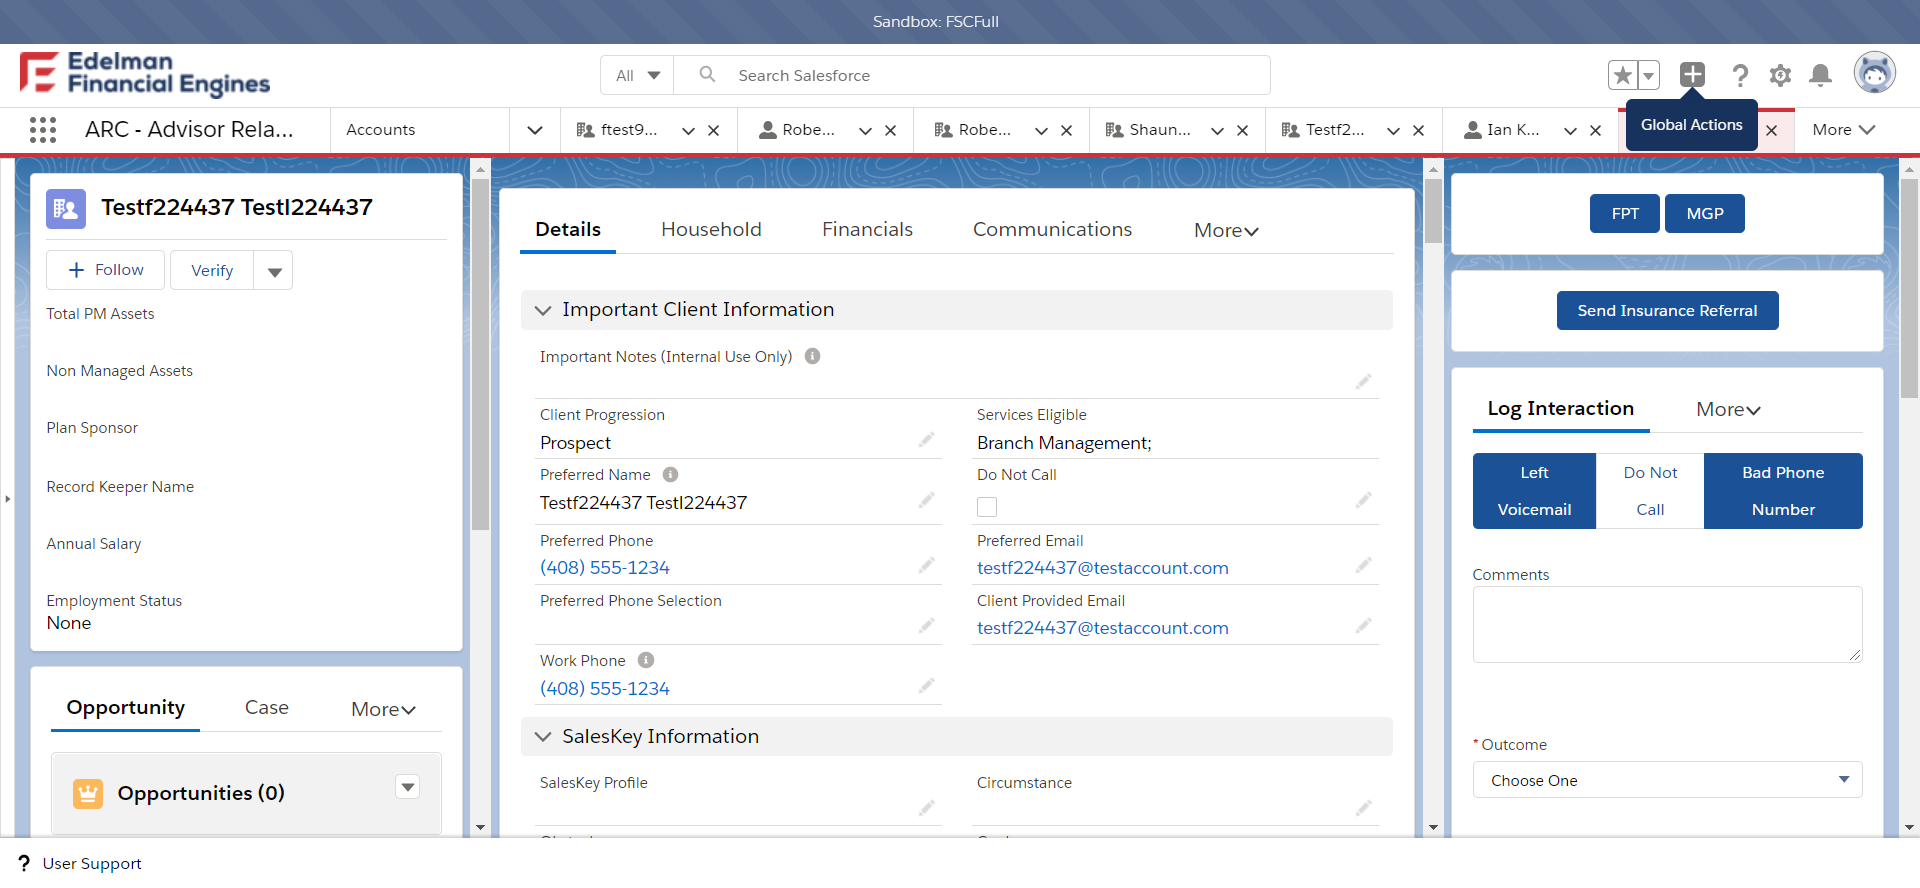 Sandbox: FSCFull
Edelman
Financial Engines
All
Search Salesforce
ARC - Advisor Rela...
Accounts
ftest9...
Robe...
Robe...
Shaun...
Testf2...
Ian K...
Global Actions
More
Testf224437 Testl224437
Follow
Verify
Total PM Assets
Non Managed Assets
Plan Sponsor
Record Keeper Name
Annual Salary
Employment Status
None
Opportunity
Case
More
Opportunities (0)
Details
Household
Financials
Communications
More
Important Client Information
Important Notes (Internal Use Only)
Client Progression
Prospect
Services Eligible
Branch Management;
Preferred Name
Testf224437 Testl224437
Do Not Call
Preferred Phone
(408) 555-1234
Preferred Email
testf224437@testaccount.com
Preferred Phone Selection
Client Provided Email
testf224437@testaccount.com
Work Phone
(408) 555-1234
SalesKey Information
SalesKey Profile
Circumstance
FPT
MGP
Send Insurance Referral
Log Interaction
More
Left
Voicemail
Do Not
Call
Bad Phone
Number
Comments
* Outcome
Choose One
? User Support